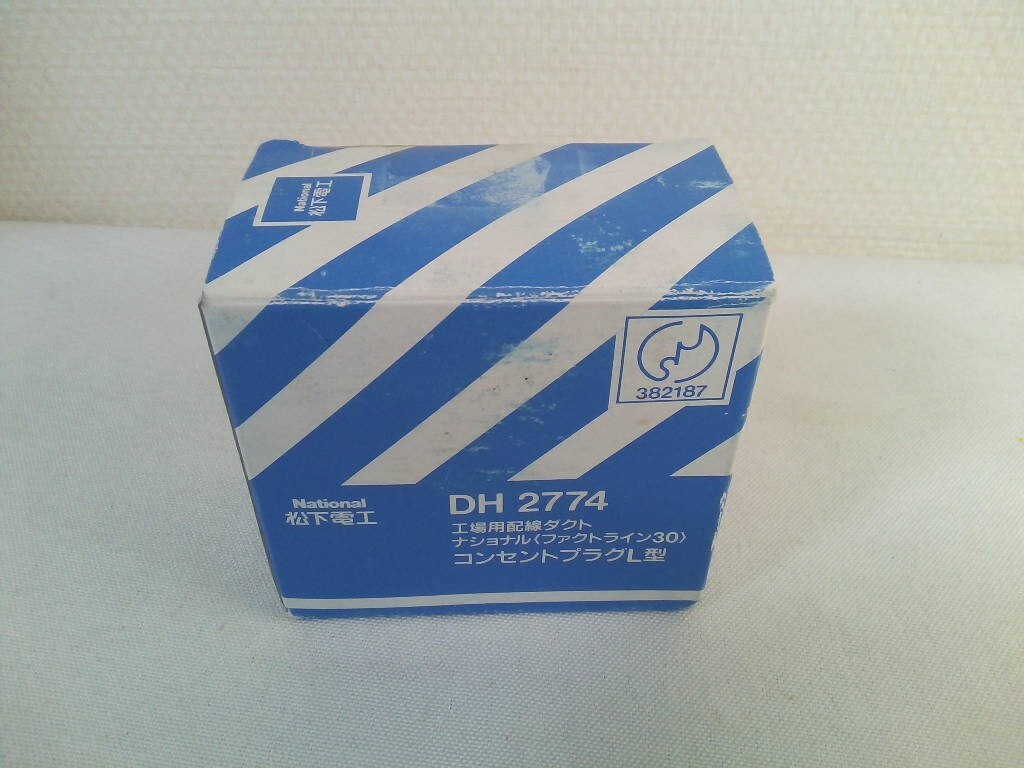 National
松下電工
382187
National
松下電工
DH 2774
工場用配線ダクト
ナショナル〈ファクトライン30〉
コンセントプラグL型